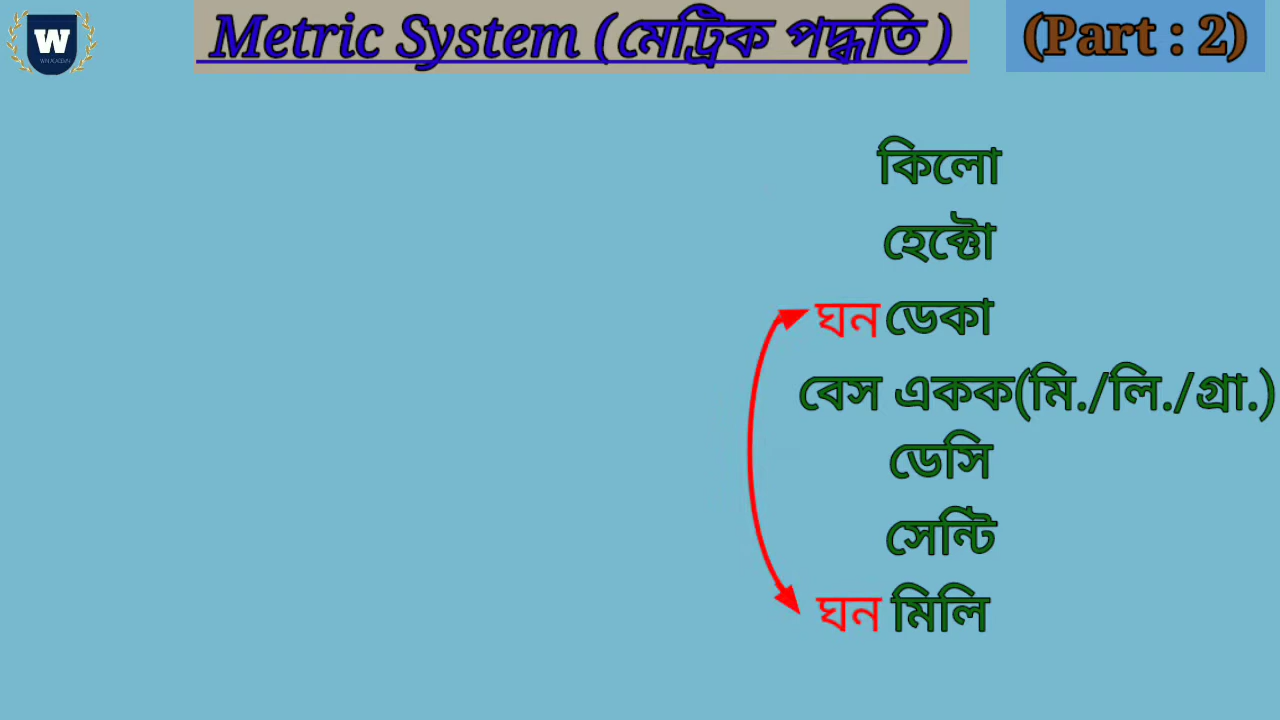 W
Metric System (মেট্রিক পদ্ধতি )
(Part : 2)
কিলো
হেক্টো
ঘন ডেকা
বেস একক(মি./লি./গ্রা.)
ডেসি
সেন্টি
ঘন মিলি